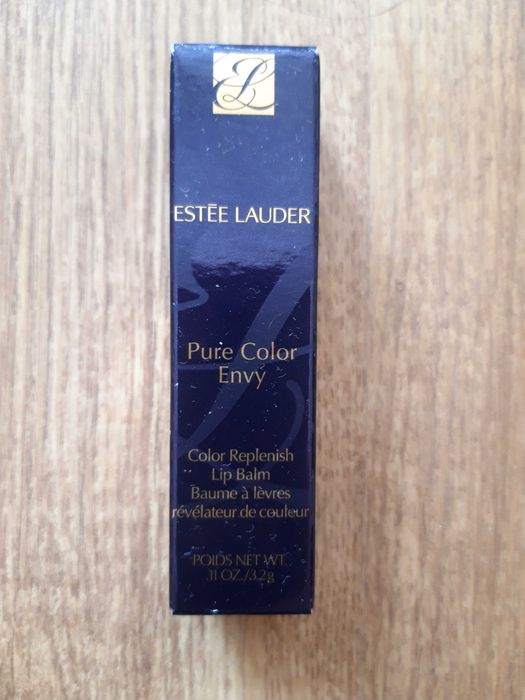 EL
ESTĒE LAUDER
Pure Color
Envy
Color Replenish
Lip Balm
Baume à lèvres
révélateur de couleur
POIDS NET WT.
.11 OZ./3.2g